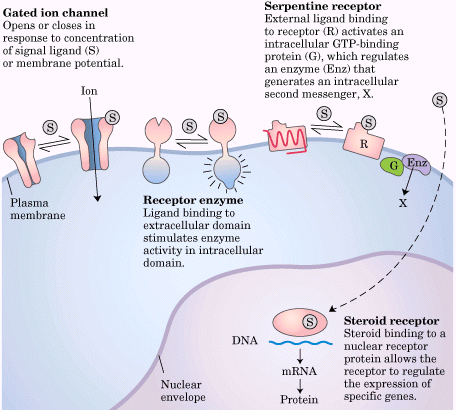 Gated ion channel
Opens or closes in
response to concentration
of signal ligand (S)
or membrane potential.
Serpentine receptor
External ligand binding
to receptor (R) activates an
intracellular GTP-binding
protein (G), which regulates
an enzyme (Enz) that
generates an intracellular
second messenger, X.
Ion
S
S
S
S
S
S
S
R
G
Enz
X
Plasma
membrane
Receptor enzyme
Ligand binding to
extracellular domain
stimulates enzyme
activity in intracellular
domain.
S
DNA
mRNA
Protein
Steroid receptor
Steroid binding to a
nuclear receptor
protein allows the
receptor to regulate
the expression of
specific genes.
Nuclear
envelope